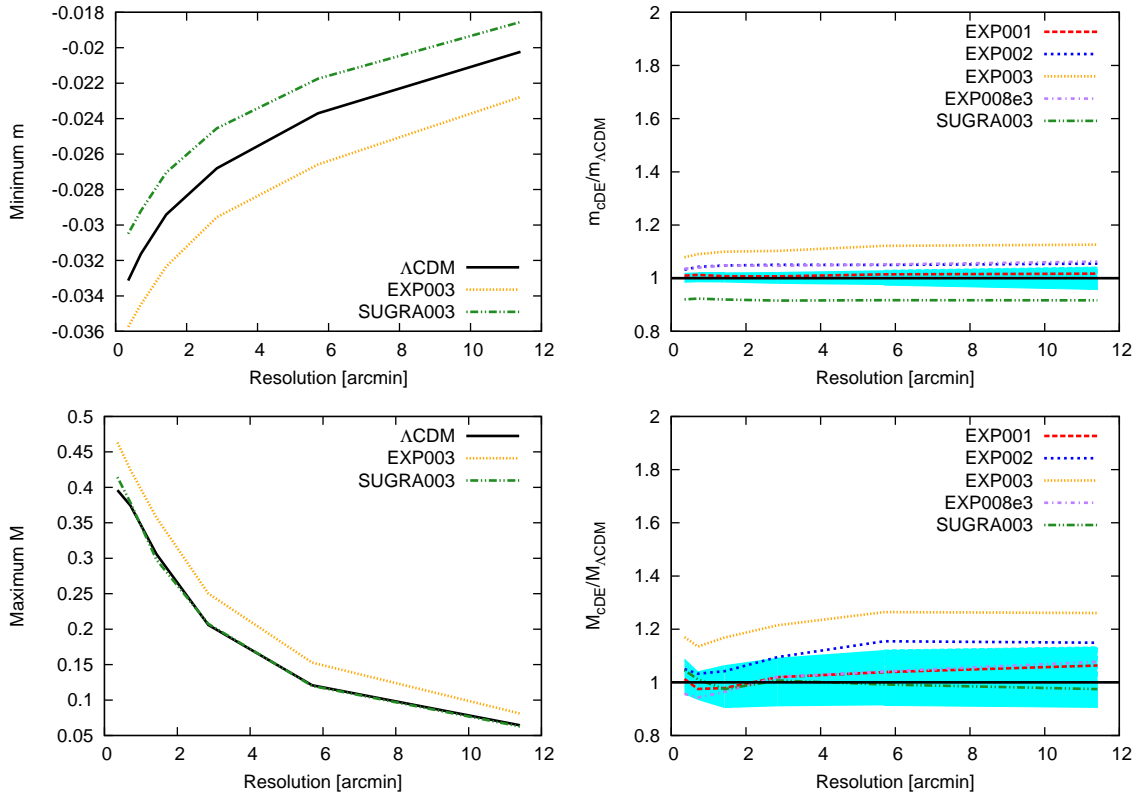 -0.018
-0.02
-0.022
-0.024
-0.026
-0.028
-0.03
-0.032
-0.034
-0.036
Minimum m
ΛCDM
EXP003
SUGRA003
0 2 4 6 8 10 12
Resolution [arcmin]
2
1.8
1.6
1.4
1.2
1
0.8
m_cDE/m_ΛCDM
EXP001
EXP002
EXP003
EXP008e3
SUGRA003
0 2 4 6 8 10 12
Resolution [arcmin]
0.5
0.45
0.4
0.35
0.3
0.25
0.2
0.15
0.1
0.05
Maximum M
ΛCDM
EXP003
SUGRA003
0 2 4 6 8 10 12
Resolution [arcmin]
2
1.8
1.6
1.4
1.2
1
0.8
M_cDE/M_ΛCDM
EXP001
EXP002
EXP003
EXP008e3
SUGRA003
0 2 4 6 8 10 12
Resolution [arcmin]